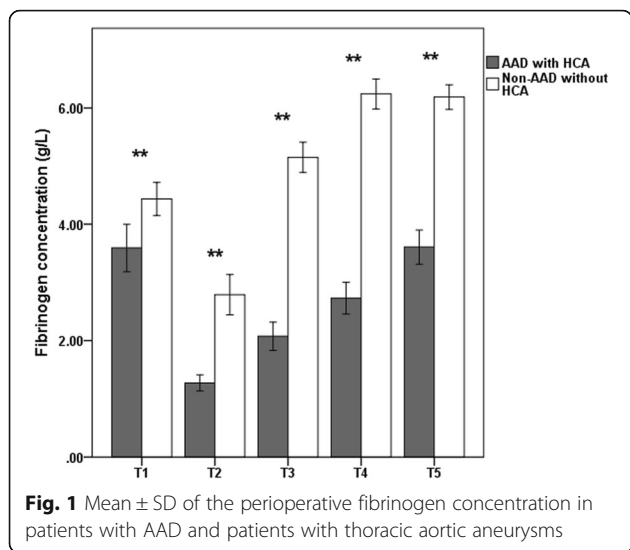 AAD with HCA
Non-AAD without
HCA
Fibrinogen concentration (g/L)
6.00
4.00
2.00
.00
**
**
**
**
**
T1
T2
T3
T4
T5
Fig. 1 Mean ± SD of the perioperative fibrinogen concentration in
patients with AAD and patients with thoracic aortic aneurysms